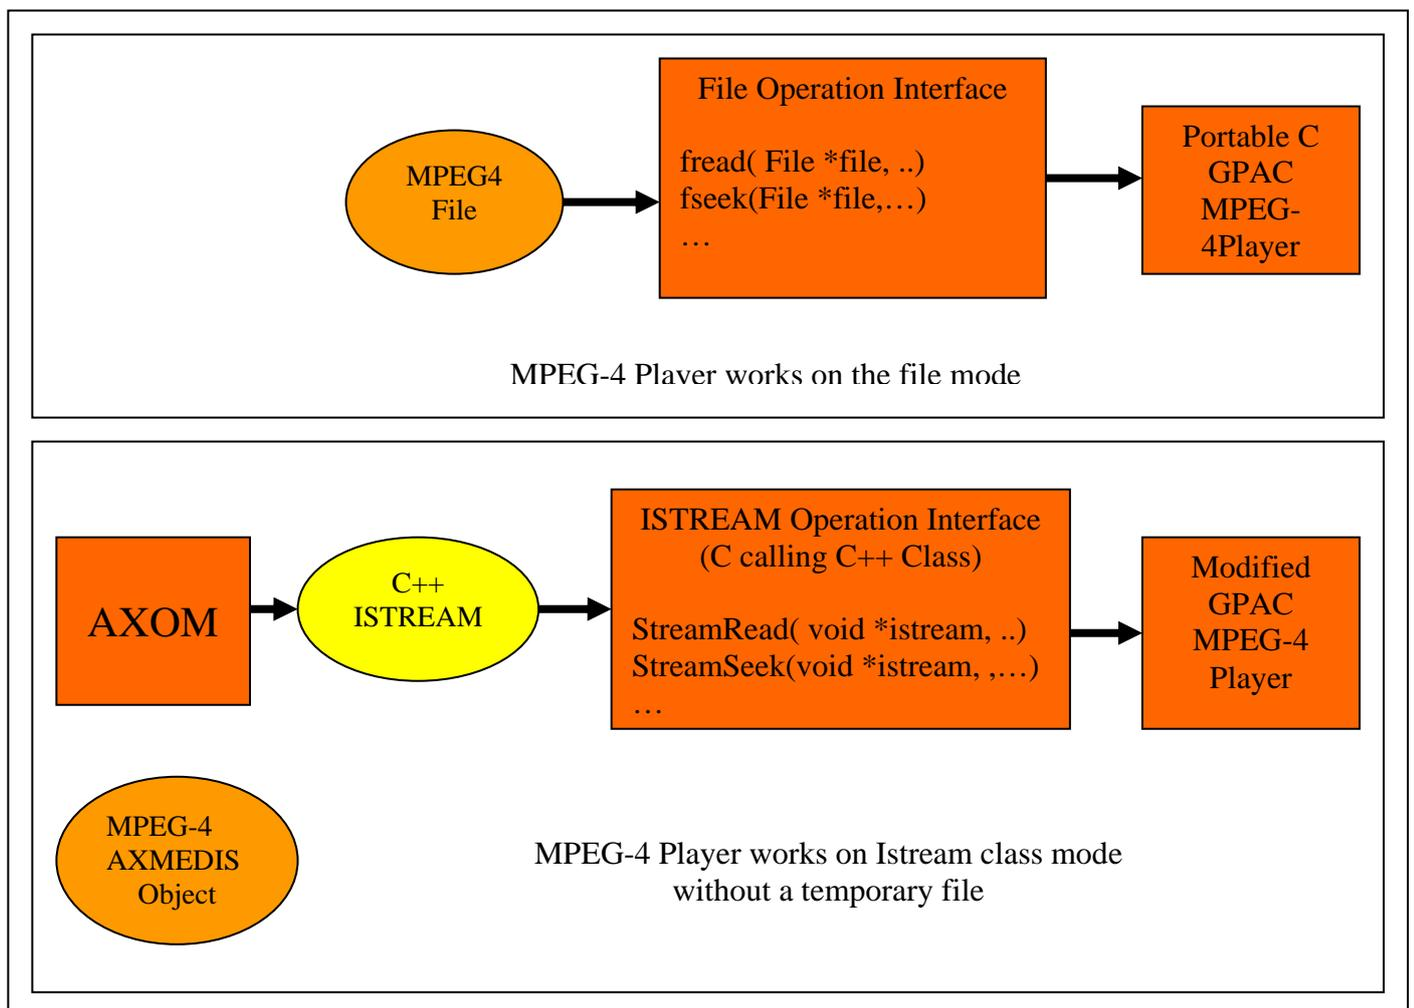 File Operation Interface
fread( File *file, ..)
fseek(File *file,…)
…
MPEG4
File
Portable C
GPAC
MPEG-
4Player
MPEG-4 Player works on the file mode
ISTREAM Operation Interface
(C calling C++ Class)
StreamRead( void *istream, ..)
StreamSeek(void *istream, ,…)
…
AXOM
C++
ISTREAM
Modified
GPAC
MPEG-4
Player
MPEG-4
AXMEDIS
Object
MPEG-4 Player works on Istream class mode
without a temporary file